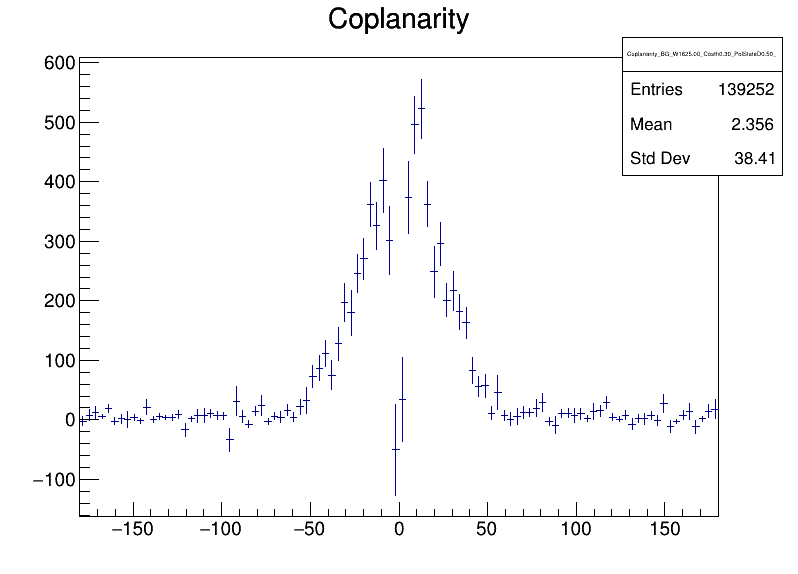 Coplanarity
Coplanarity_BG_W1625.00_Costh0.30_PolStateD0.50_
Entries 139252
Mean 2.356
Std Dev 38.41
600
500
400
300
200
100
0
−100
−150 −100 −50 0 50 100 150